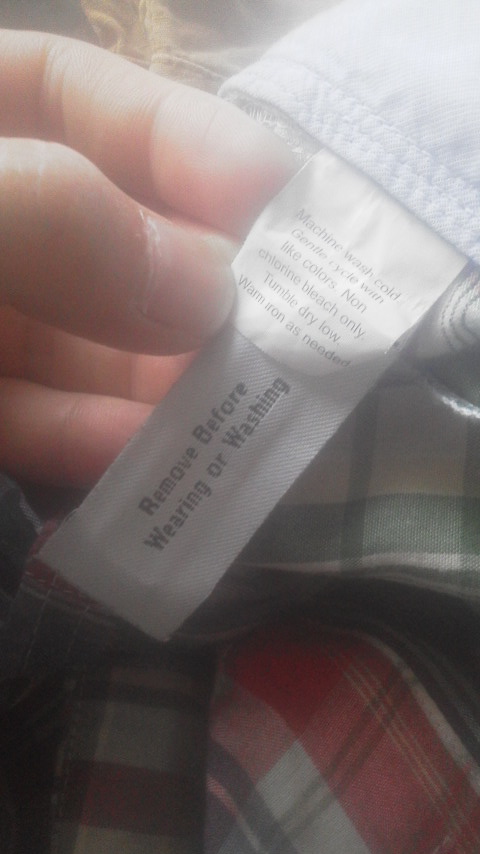 Machine wash cold
Gentle cycle with
like colors. Non
chlorine bleach only.
Tumble dry low.
Warm iron as needed
Remove Before
Wearing or Washing